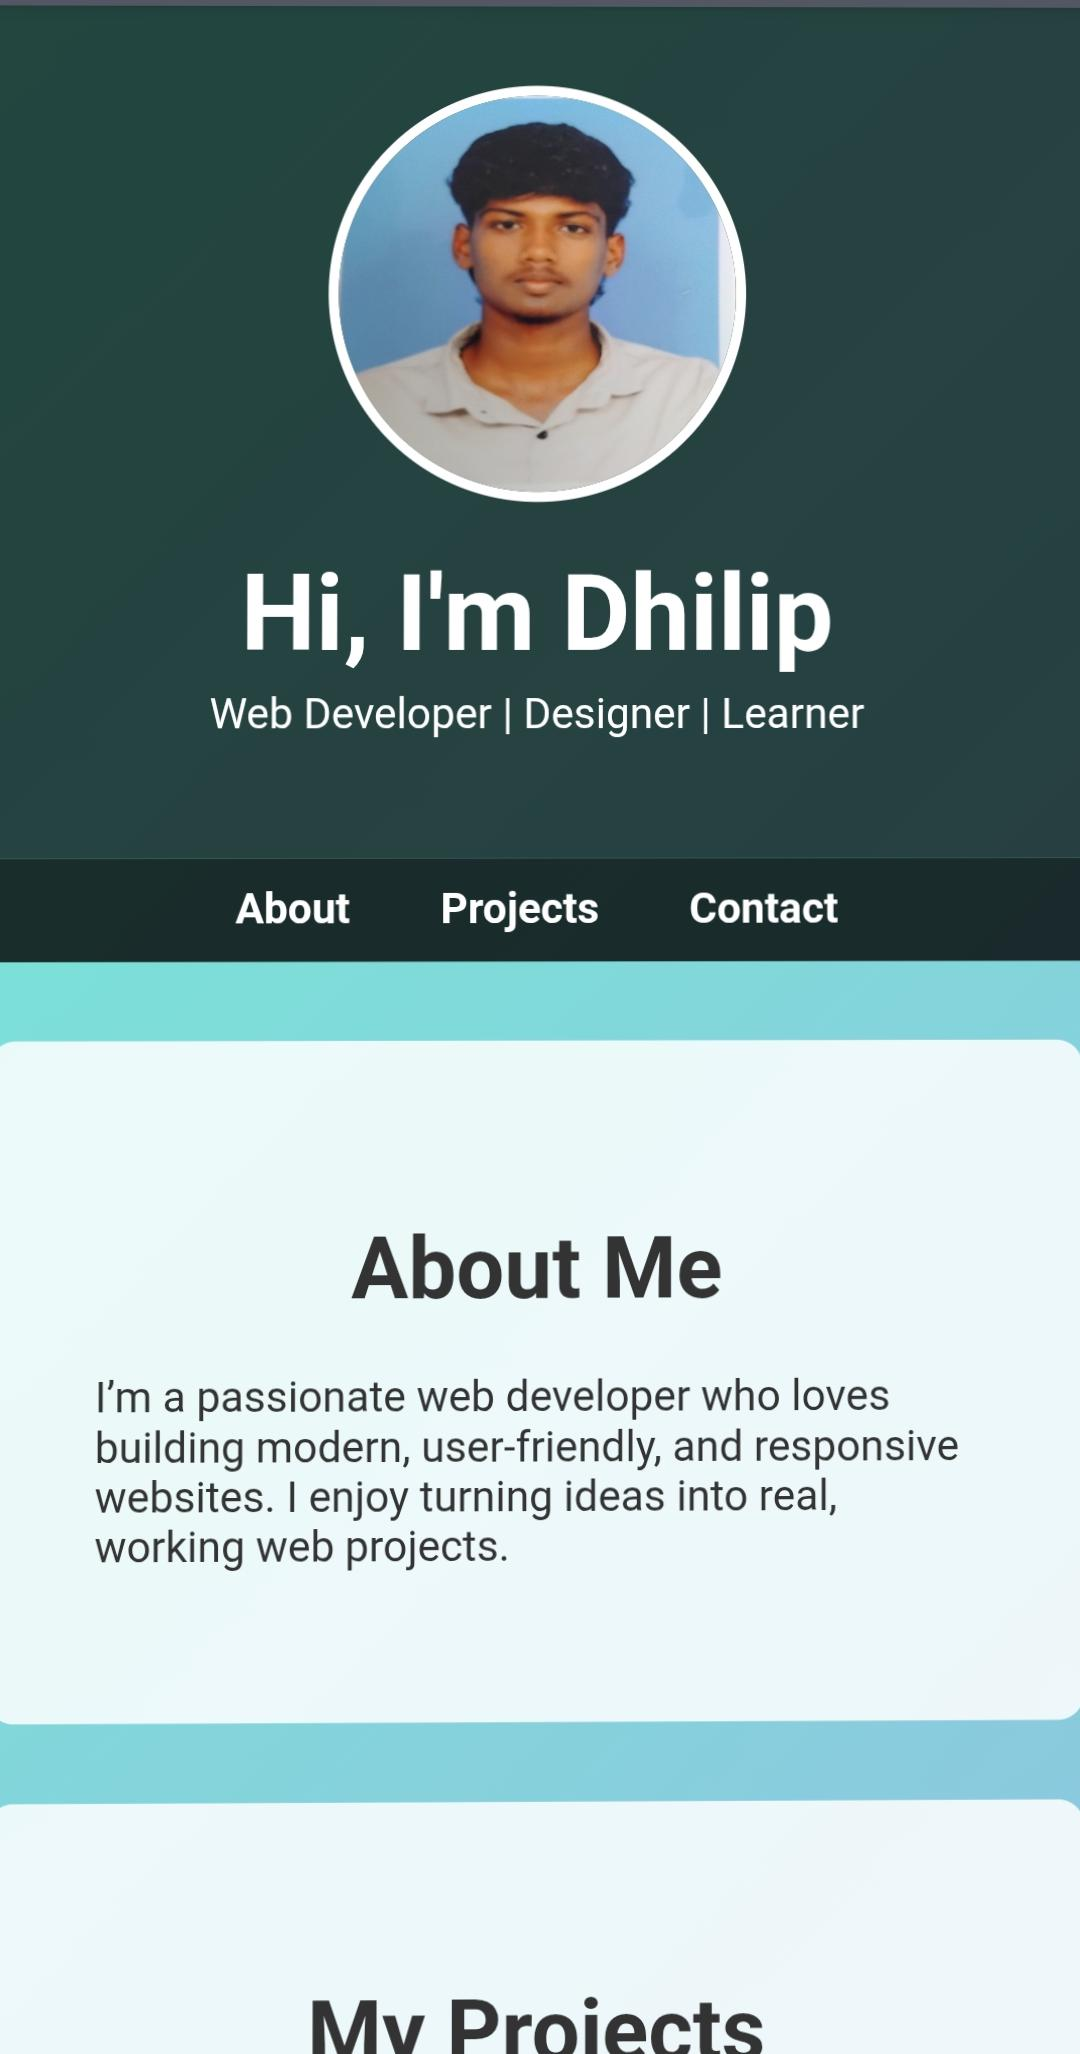 Hi, I'm Dhilip
Web Developer | Designer | Learner
About Projects Contact
About Me
I’m a passionate web developer who loves
building modern, user-friendly, and responsive
websites. I enjoy turning ideas into real,
working web projects.
My Projects